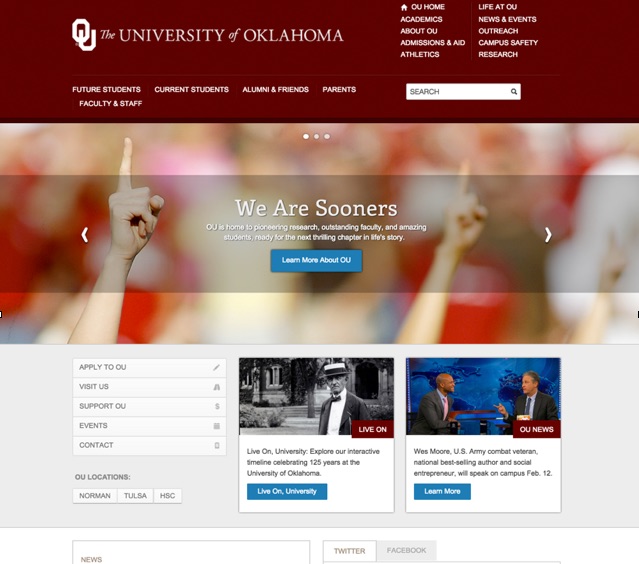 OU The UNIVERSITY of OKLAHOMA
OU HOME
ACADEMICS
ABOUT OU
ADMISSIONS & AID
ATHLETICS
LIFE AT OU
NEWS & EVENTS
OUTREACH
CAMPUS SAFETY
RESEARCH
FUTURE STUDENTS CURRENT STUDENTS ALUMNI & FRIENDS PARENTS
FACULTY & STAFF
SEARCH
We Are Sooners
OU is home to pioneering research, outstanding faculty, and amazing
students, ready for the next thrilling chapter in life's story.
Learn More About OU
APPLY TO OU
VISIT US
SUPPORT OU
$
EVENTS
CONTACT
OU LOCATIONS:
NORMAN TULSA HSC
LIVE ON
Live On, University: Explore our interactive
timeline celebrating 125 years at the
University of Oklahoma.
Live On, University
OU NEWS
Wes Moore, U.S. Army combat veteran,
national best-selling author and social
entrepreneur, will speak on campus Feb. 12.
Learn More
NEWS
TWITTER FACEBOOK